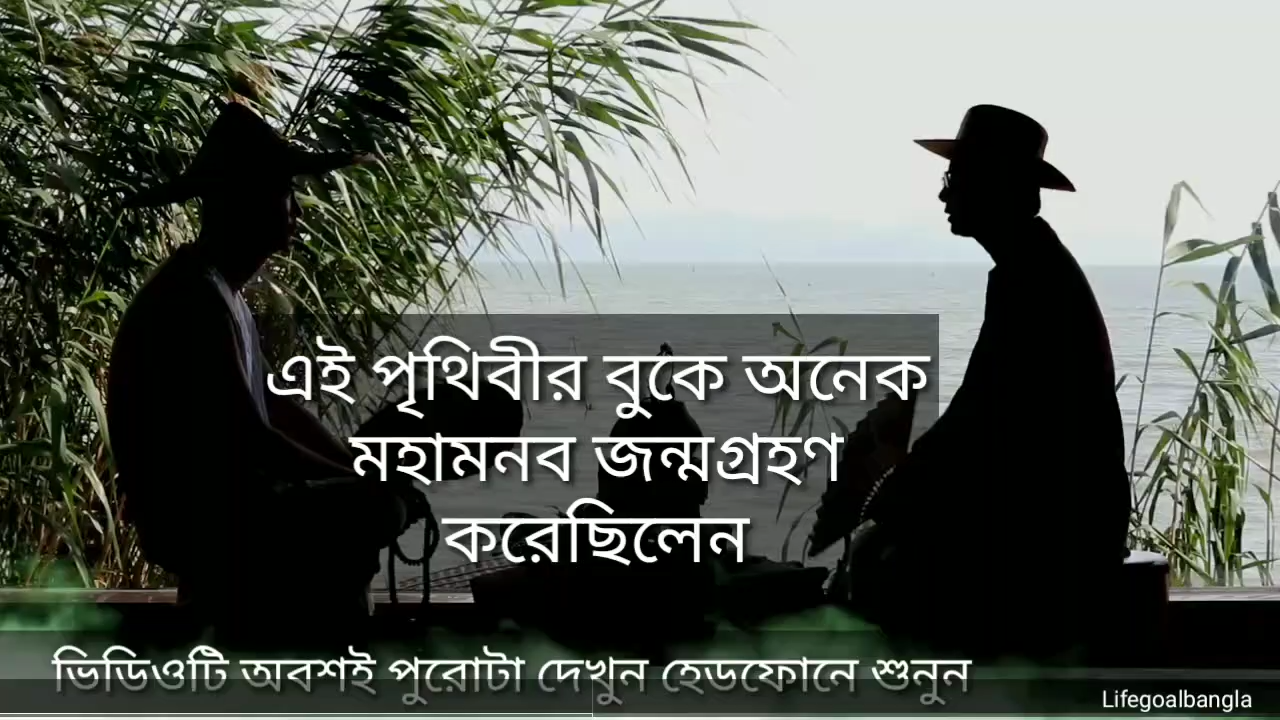 এই পৃথিবীর বুকে অনেক
মহামনব জন্মগ্রহণ
করেছিলেন
ভিডিওটি অবশই পুরোটা দেখুন হেডফোনে শুনুন
Lifegoalbangla